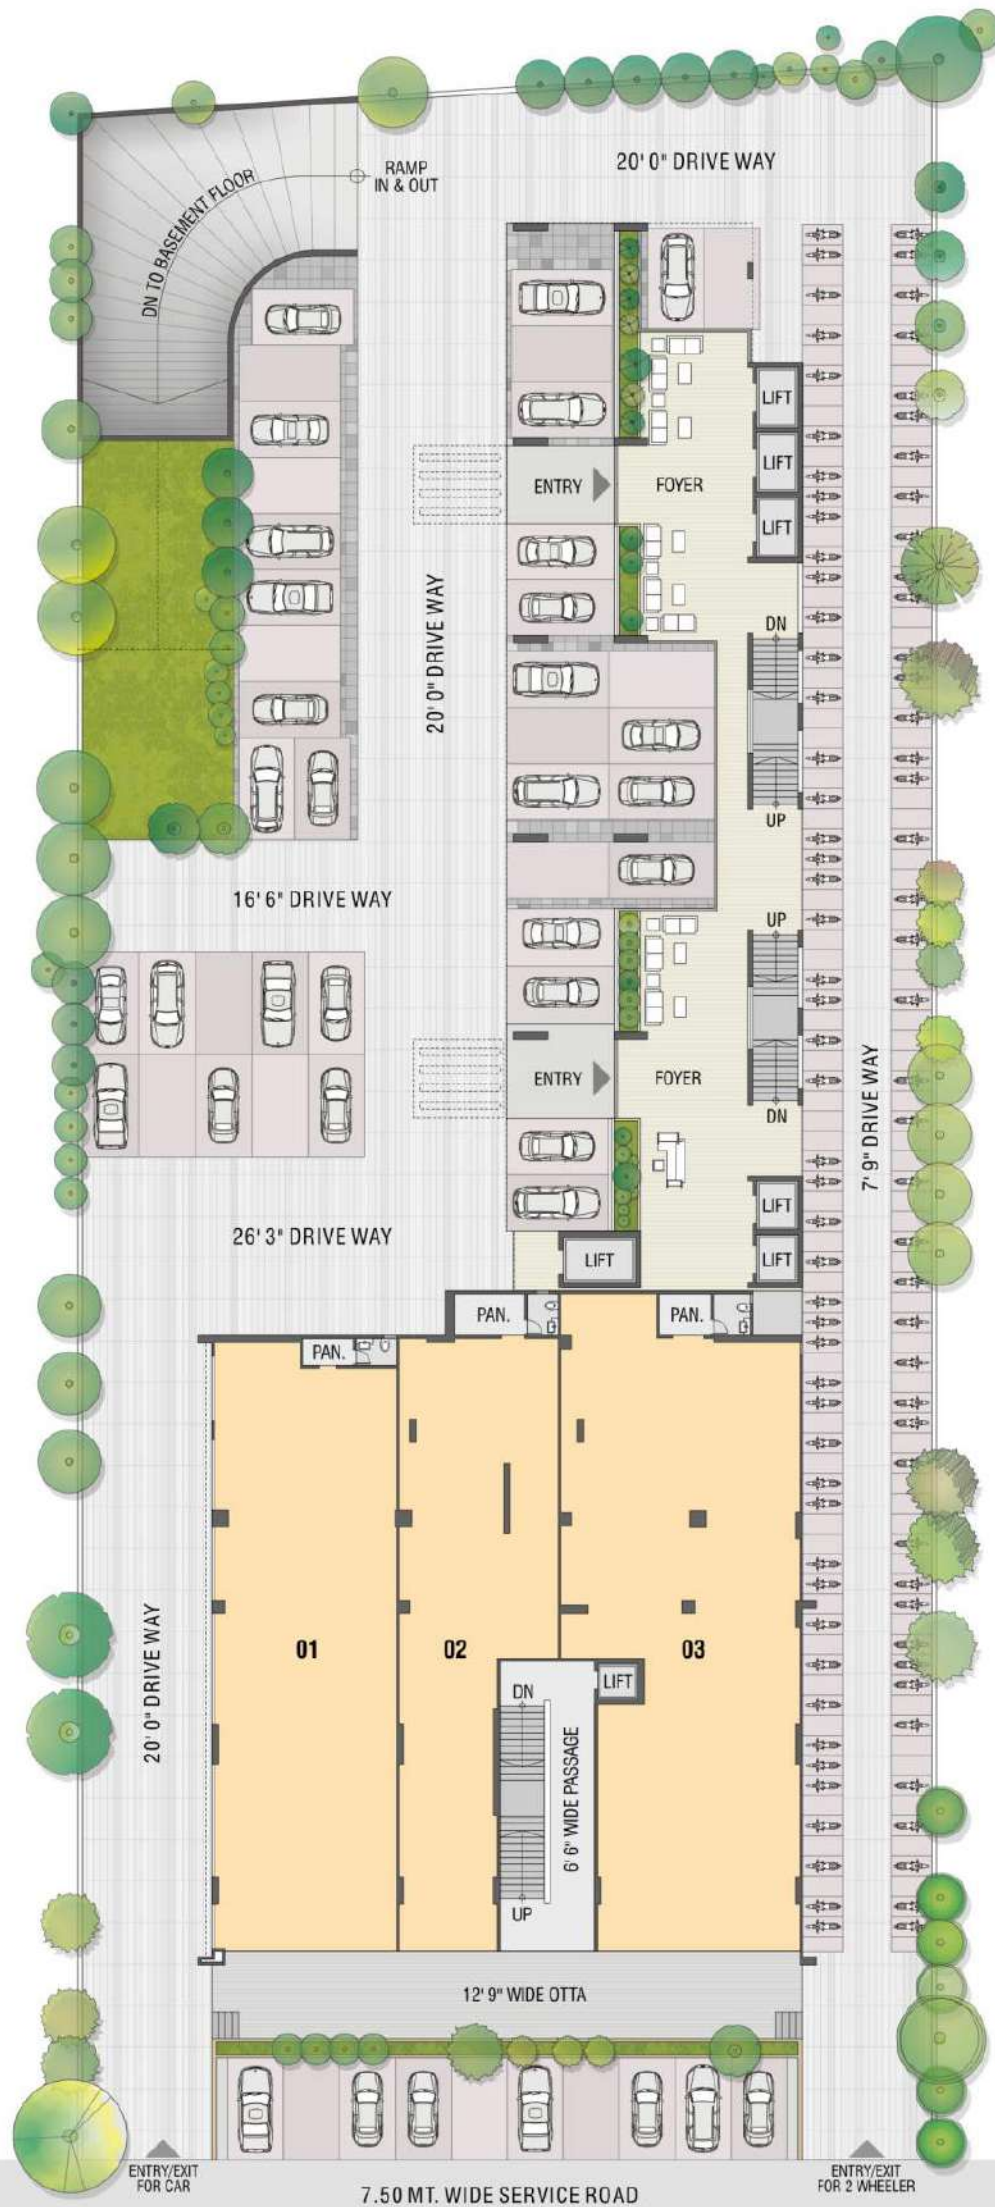 20' 0" DRIVE WAY
RAMP
IN & OUT
DN TO BASEMENT FLOOR
LIFT
LIFT
ENTRY
FOYER
LIFT
20' 0" DRIVE WAY
DN
UP
16' 6" DRIVE WAY
UP
ENTRY
FOYER
DN
7' 9" DRIVE WAY
LIFT
26' 3" DRIVE WAY
LIFT
LIFT
PAN.
PAN.
PAN.
20' 0" DRIVE WAY
01
02
03
LIFT
DN
6' 6" WIDE PASSAGE
UP
12' 9" WIDE OTTA
ENTRY/EXIT
FOR CAR
ENTRY/EXIT
FOR 2 WHEELER
7.50 MT. WIDE SERVICE ROAD